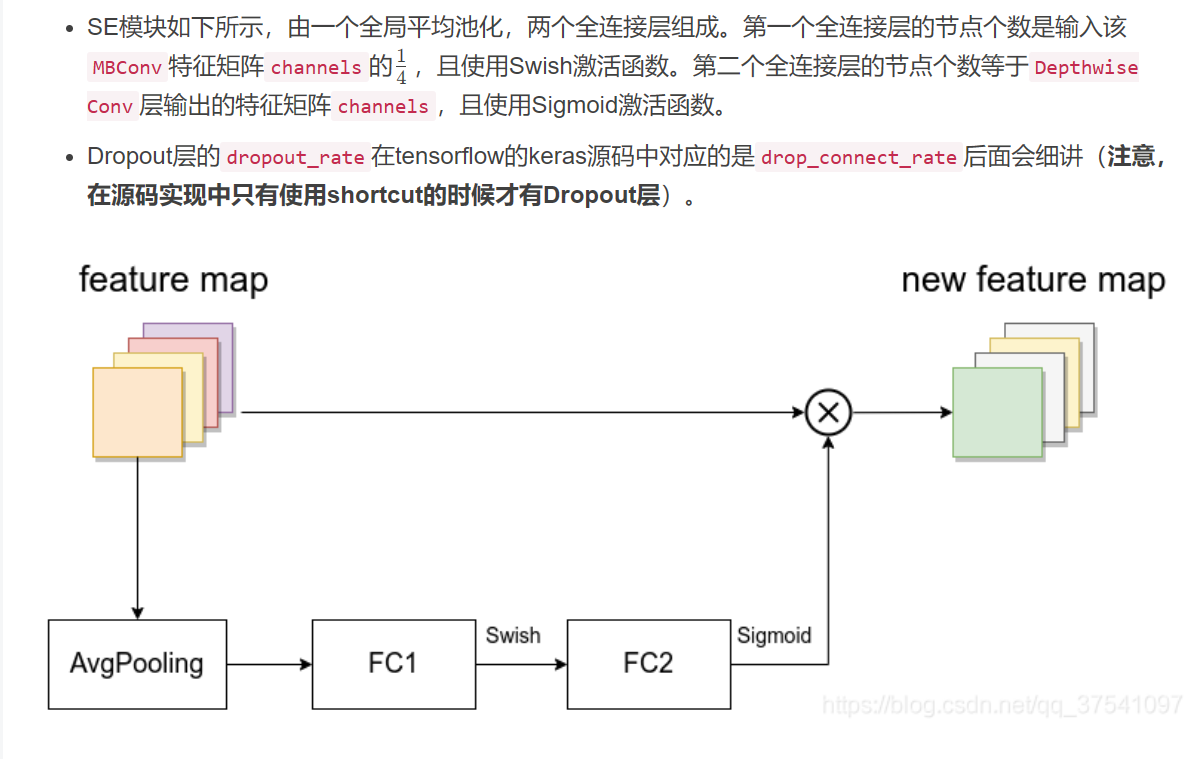 SE模块如下所示，由一个全局平均池化，两个全连接层组成。第一个全连接层的节点个数是输入该
MBConv 特征矩阵 channels 的 1/4 ，且使用Swish激活函数。第二个全连接层的节点个数等于 Depthwise
Conv 层输出的特征矩阵 channels ，且使用Sigmoid激活函数。
Dropout层的 dropout_rate 在tensorflow的keras源码中对应的是 drop_connect_rate 后面会细讲（注意，
在源码实现中只有使用shortcut的时候才有Dropout层）。
feature map
new feature map
AvgPooling
FC1
Swish
FC2
Sigmoid
https://blog.csdn.net/qq_37541097